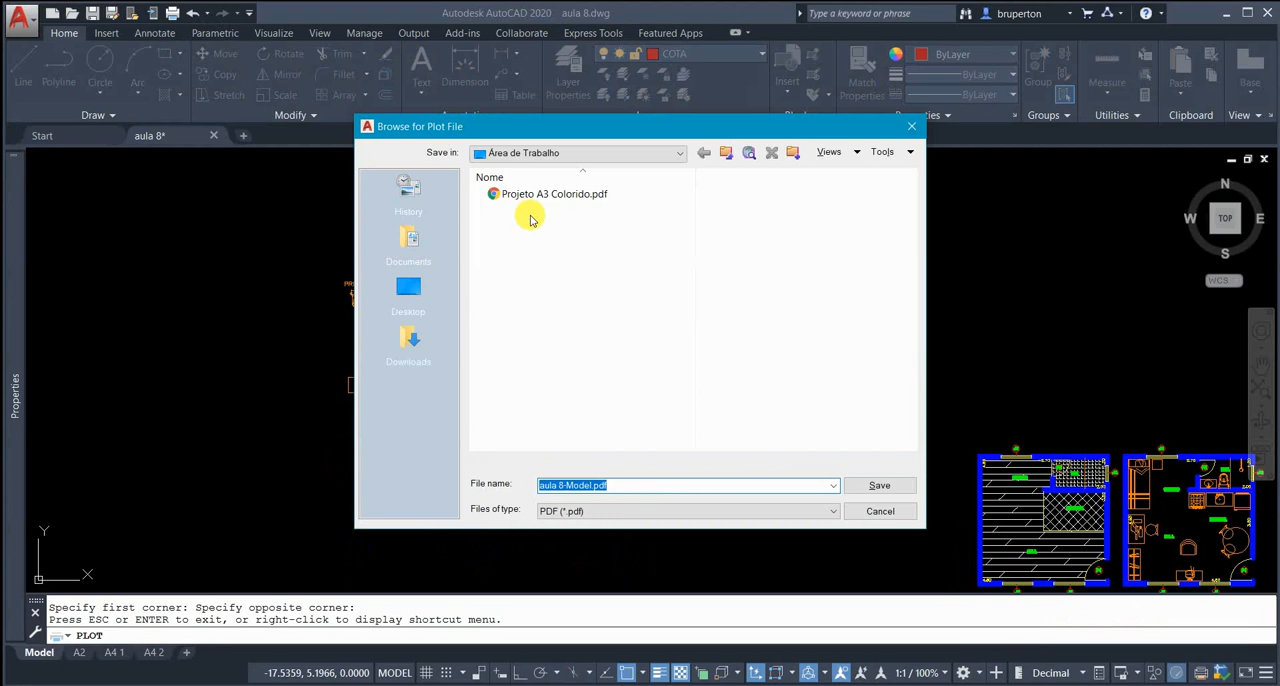 Autodesk AutoCAD 2020 aula 8.dwg
Type a keyword or phrase
bruperton
Home Insert Annotate Parametric Visualize View Manage Output Add-ins Collaborate Express Tools Featured Apps
Line Polyline Circle Arc
Move Rotate Trim
Copy Mirror Fillet
Stretch Scale Array
Text Dimension Table
Layer Properties
COTA
Insert
Match Properties
ByLayer
ByLayer
ByLayer
Group
Measure
Paste
Base
Draw Modify Properties Groups Utilities Clipboard View
Start aula 8*
Browse for Plot File
Save in: Área de Trabalho
Views Tools
Nome
Projeto A3 Colorido.pdf
History
Documents
Desktop
Downloads
File name: aula 8-Model.pdf Save
Files of type: PDF (*.pdf) Cancel
N
W TOP E
S
WCS
Properties
Y
X
Specify first corner: Specify opposite corner:
Press ESC or ENTER to exit, or right-click to display shortcut menu.
PLOT
Model A2 A4 1 A4 2
-17.5359, 5.1966, 0.0000 MODEL 1:1 / 100% Decimal